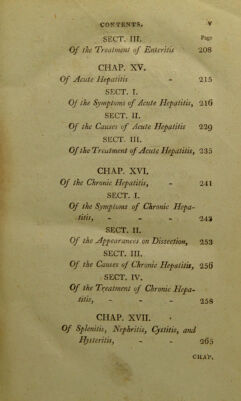 CONTENTS. v
SECT. III. Page
Of the Treatment of Enteritis 208
CHAP. XV.
Of Acute Hepatitis - 215
SECT. I.
Of the Symptoms of Acute Hepatitis, 216
SECT. II.
Of the Causes of Acute Hepatitis 229
SECT. III.
Of the Treatment of Acute Hepatitis, 235
CHAP. XVI.
Of the Chronic Hepatitis, - 241
SECT. I.
Of the Symptoms of Chronic Hepa-
titis, - - - 243
SECT. II.
Of the Appearances on Dissection, 253
SECT. III.
Of the Causes of Chronic Hepatitis, 256
SECT. IV.
Of the Treatment of Chronic Hepa-
titis, - - - 258
CHAP. XVII.
Of Splenitis, Nephritis, Cystitis, and
Hysteritis, - - 265
CHAP.